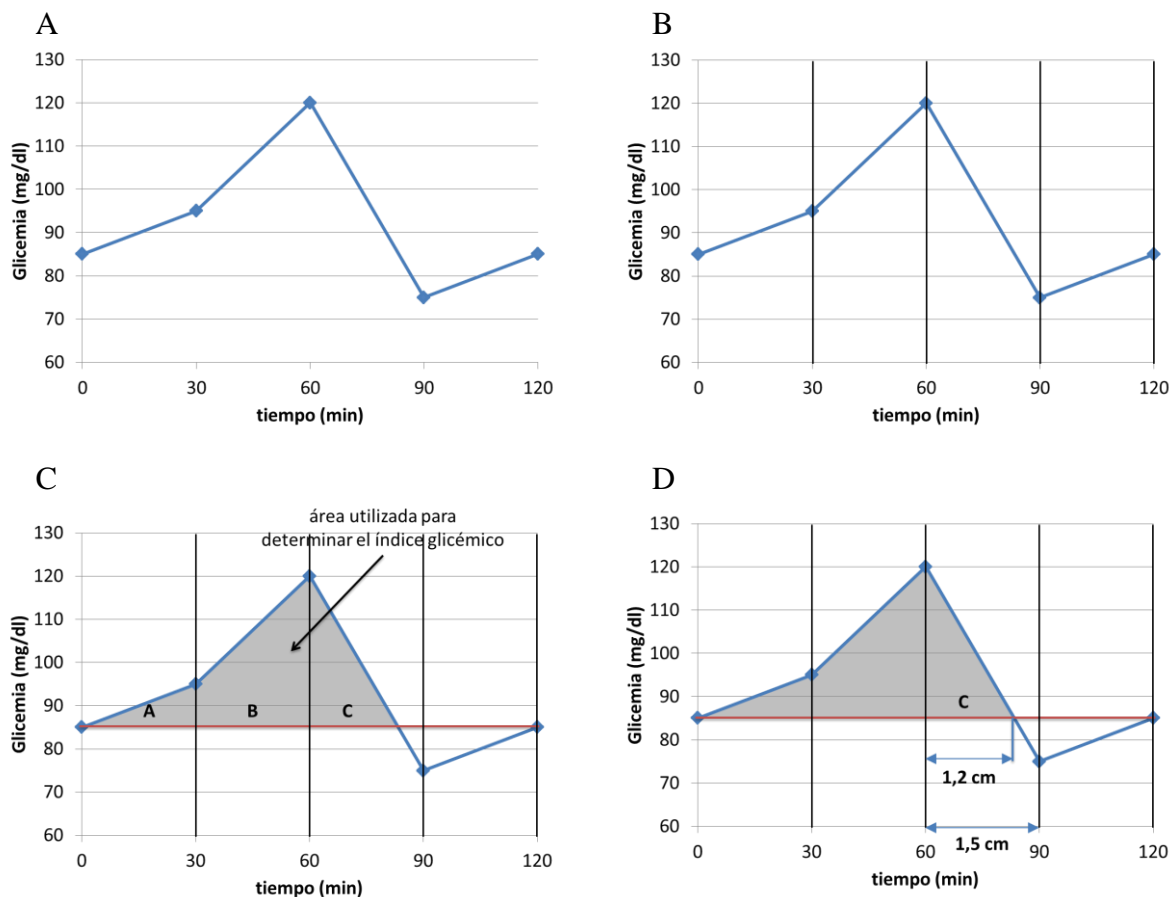 A
130
120
110
100
90
80
70
60
Glicemia (mg/dl)
0 30 60 90 120
tiempo (min)
B
130
120
110
100
90
80
70
60
Glicemia (mg/dl)
0 30 60 90 120
tiempo (min)
C
área utilizada para
determinar el índice glicémico
130
120
110
100
90
80
70
60
Glicemia (mg/dl)
A B C
0 30 60 90 120
tiempo (min)
D
130
120
110
100
90
80
70
60
Glicemia (mg/dl)
C
1,2 cm
1,5 cm
0 30 60 90 120
tiempo (min)